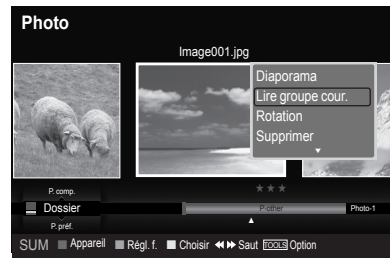 Photo
Image001.jpg
Diaporama
Lire groupe cour.
Rotation
Supprimer
P. comp.
Dossier
P-other
Photo-1
P. préf.
SUM Appareil Régl. f. Choisir Saut TOOLS Option